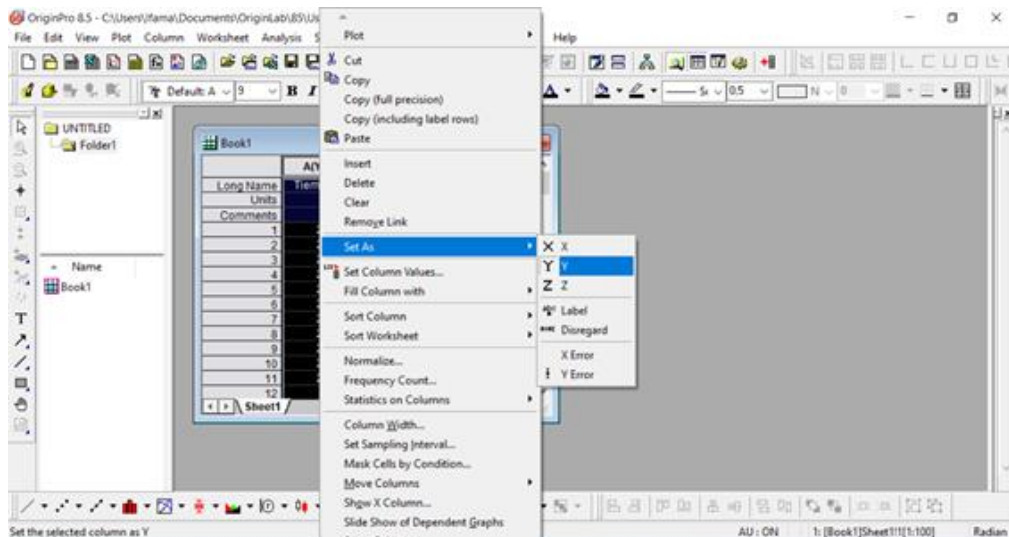 OriginPro 8.5 - C:\Users\Ifama\Documents\OriginLab\85\Us
File Edit View Plot Column Worksheet Analysis S
Help
Default: A 9 B I
0.5 N 0
UNTITLED
Folder1
Name
Book1
Book1
A(Y
Long Name Tiem
Units
Comments
1
2
3
4
5
6
7
8
9
10
11
12
Sheet1
Plot
Cut
Copy
Copy (full precision)
Copy (including label rows)
Paste
Insert
Delete
Clear
Remove Link
Set As
Set Column Values...
Fill Column with
Sort Column
Sort Worksheet
Normalize...
Frequency Count...
Statistics on Columns
Column Width...
Set Sampling Interval...
Mask Cells by Condition...
Move Columns
Show X Column...
Slide Show of Dependent Graphs
X X
Y Y
Z Z
Label
Disregard
X Error
Y Error
Set the selected column as Y
AU : ON 1: [Book1]Sheet1!1[1:100] Radian